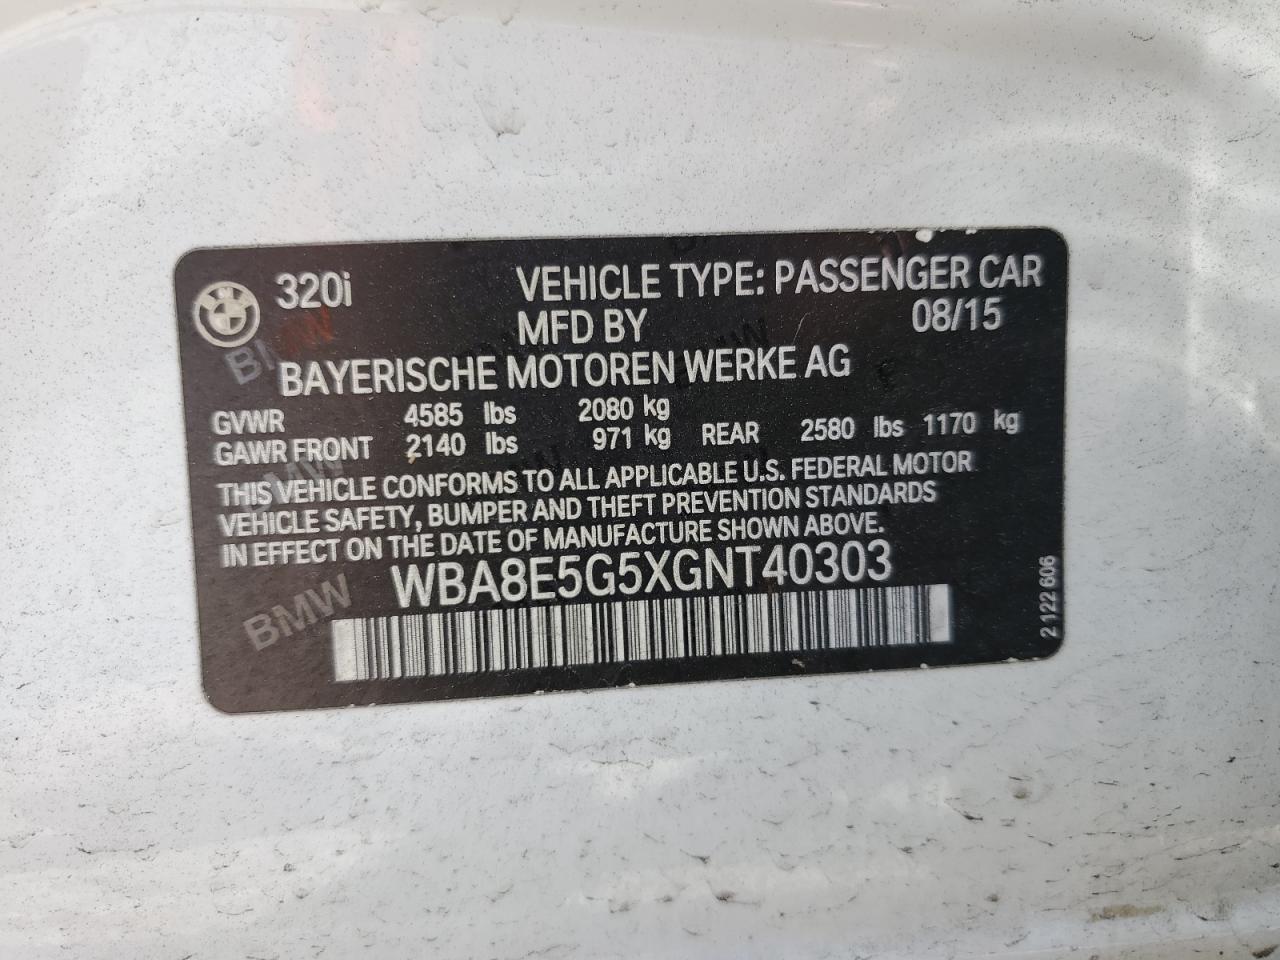 320i VEHICLE TYPE: PASSENGER CAR
MFD BY 08/15
BAYERISCHE MOTOREN WERKE AG
GVWR 4585 lbs 2080 kg
GAWR FRONT 2140 lbs 971 kg REAR 2580 lbs 1170 kg
THIS VEHICLE CONFORMS TO ALL APPLICABLE U.S. FEDERAL MOTOR
VEHICLE SAFETY, BUMPER AND THEFT PREVENTION STANDARDS
IN EFFECT ON THE DATE OF MANUFACTURE SHOWN ABOVE.
WBA8E5G5XGNT40303
2 122 606
BMW
BMW
BMW